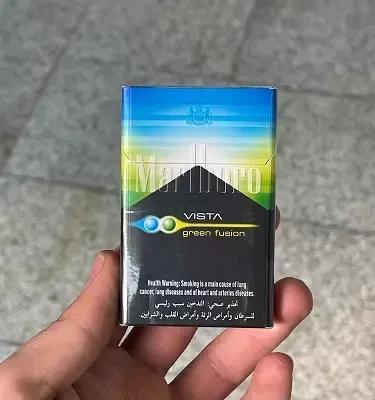 Marlboro
VISTA
green fusion
Health Warning: Smoking is a main cause of lung
cancer, lung diseases and of heart and arteries diseases.
تحذير صحي: التدخين سبب رئيسي
للسرطان وأمراض الرئة وأمراض القلب والشرايين.